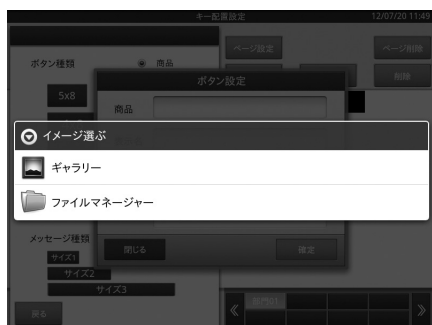 キー配置設定
12/07/20 11:49
ページ設定
ページ削除
ボタン種類
商品
削除
ボタン設定
5x8
商品
イメージ選ぶ
ギャラリー
ファイルマネージャー
メッセージ種類
閉じる
確定
サイズ1
サイズ2
サイズ3
部門01
戻る